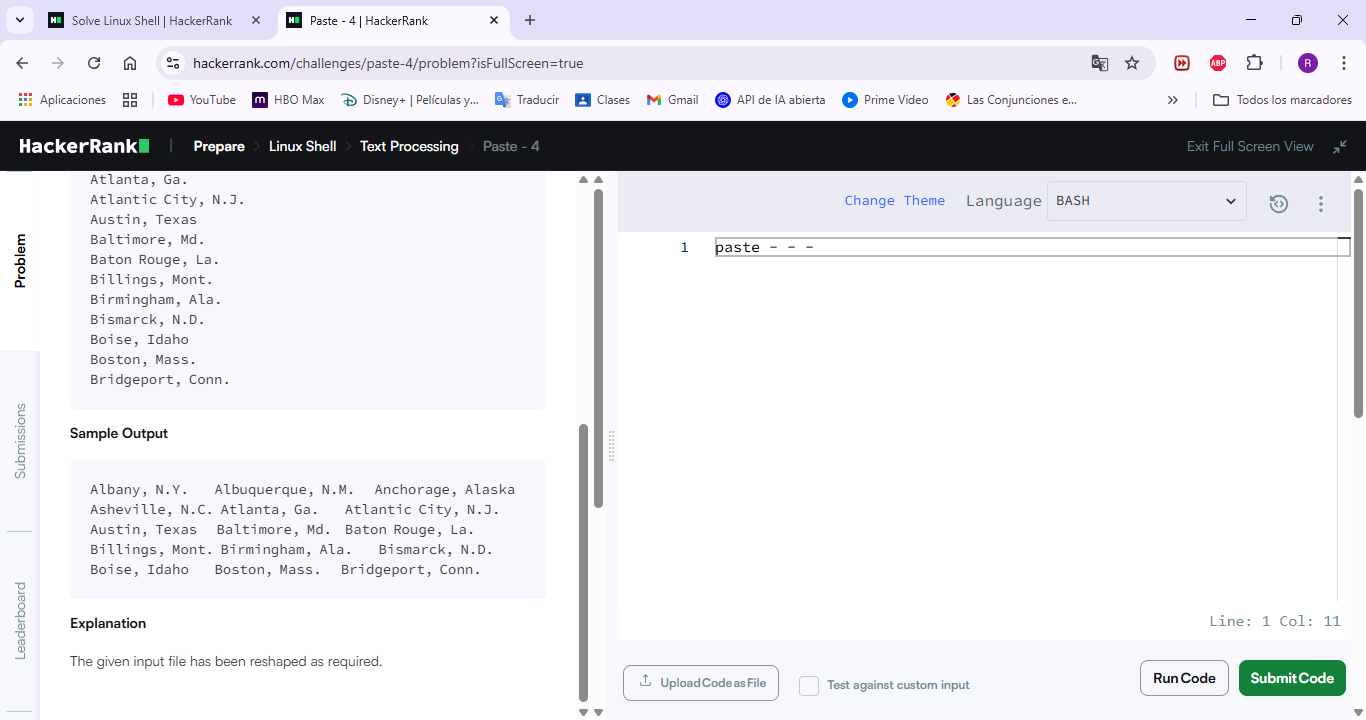 Solve Linux Shell | HackerRank
Paste - 4 | HackerRank
hackerrank.com/challenges/paste-4/problem?isFullScreen=true
ABP
R
Aplicaciones
YouTube
HBO Max
Disney+ | Películas y...
Traducir
Clases
Gmail
API de IA abierta
Prime Video
Las Conjunciones e...
Todos los marcadores
HackerRank
Prepare
Linux Shell
Text Processing
Paste - 4
Exit Full Screen View
Problem
Submissions
Leaderboard
Atlanta, Ga.
Atlantic City, N.J.
Austin, Texas
Baltimore, Md.
Baton Rouge, La.
Billings, Mont.
Birmingham, Ala.
Bismarck, N.D.
Boise, Idaho
Boston, Mass.
Bridgeport, Conn.
Sample Output
Albany, N.Y. Albuquerque, N.M. Anchorage, Alaska
Asheville, N.C. Atlanta, Ga. Atlantic City, N.J.
Austin, Texas Baltimore, Md. Baton Rouge, La.
Billings, Mont. Birmingham, Ala. Bismarck, N.D.
Boise, Idaho Boston, Mass. Bridgeport, Conn.
Explanation
The given input file has been reshaped as required.
Change Theme
Language
BASH
1 paste - - -
Line: 1 Col: 11
Upload Code as File
Test against custom input
Run Code
Submit Code